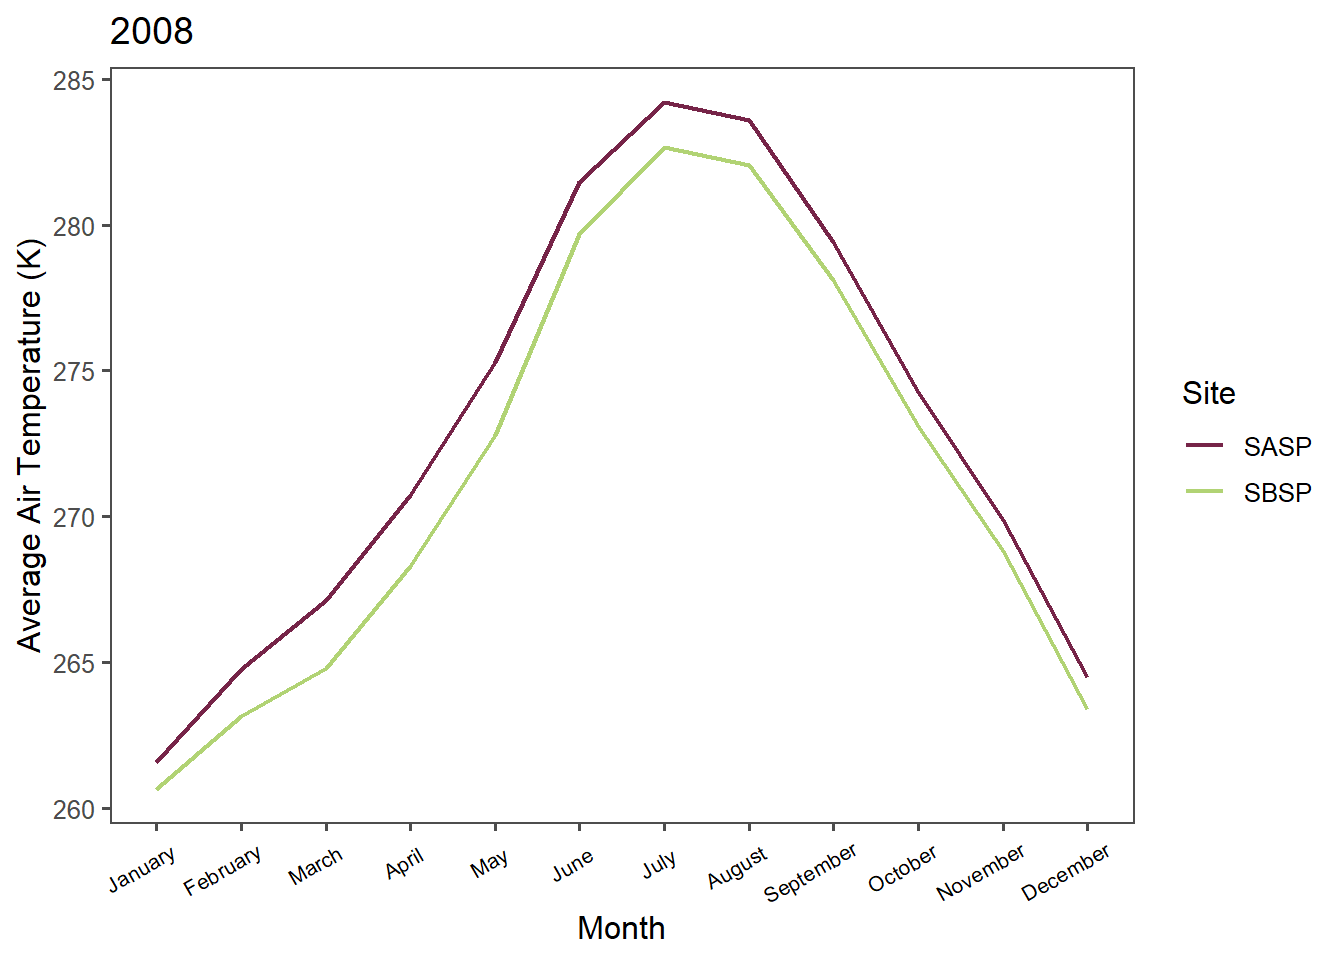 2008
285
280
275
270
265
260
Average Air Temperature (K)
January
February
March
April
May
June
July
August
September
October
November
December
Month
Site
SASP
SBSP